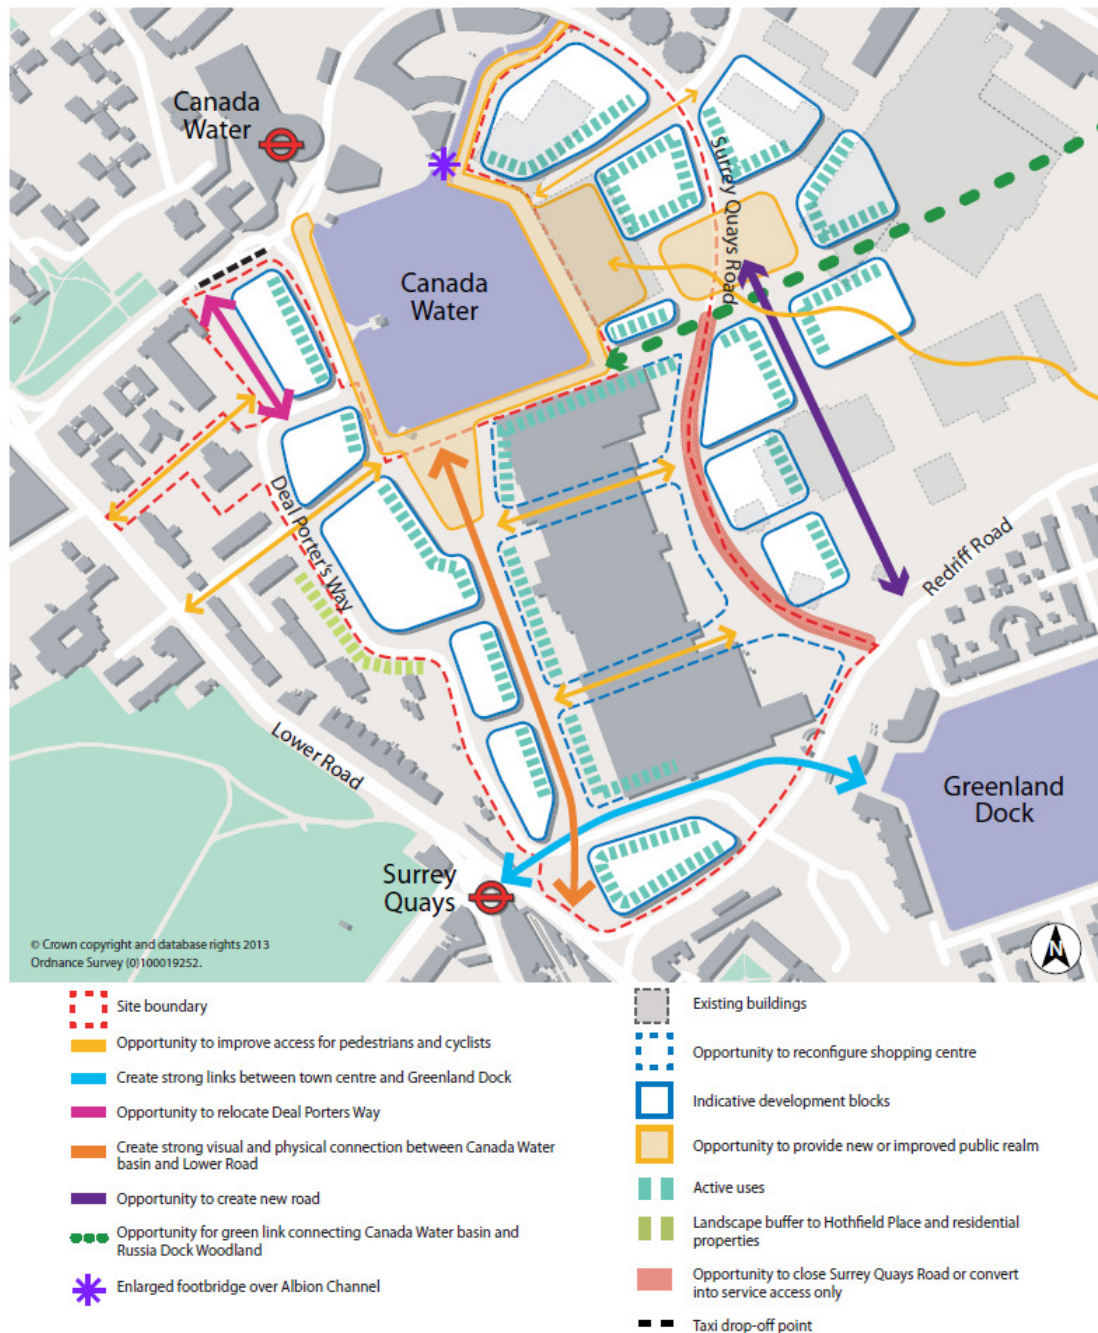 Canada
Water
Surrey Quays Road
Canada
Water
Deal Porter's Way
Redriff Road
Lower Road
Greenland
Dock
Surrey
Quays
N
© Crown copyright and database rights 2013
Ordnance Survey (0)100019252.
Site boundary
Opportunity to improve access for pedestrians and cyclists
Create strong links between town centre and Greenland Dock
Opportunity to relocate Deal Porters Way
Create strong visual and physical connection between Canada Water
basin and Lower Road
Opportunity to create new road
Opportunity for green link connecting Canada Water basin and
Russia Dock Woodland
Enlarged footbridge over Albion Channel
Existing buildings
Opportunity to reconfigure shopping centre
Indicative development blocks
Opportunity to provide new or improved public realm
Active uses
Landscape buffer to Hothfield Place and residential
properties
Opportunity to close Surrey Quays Road or convert
into service access only
Taxi drop-off point